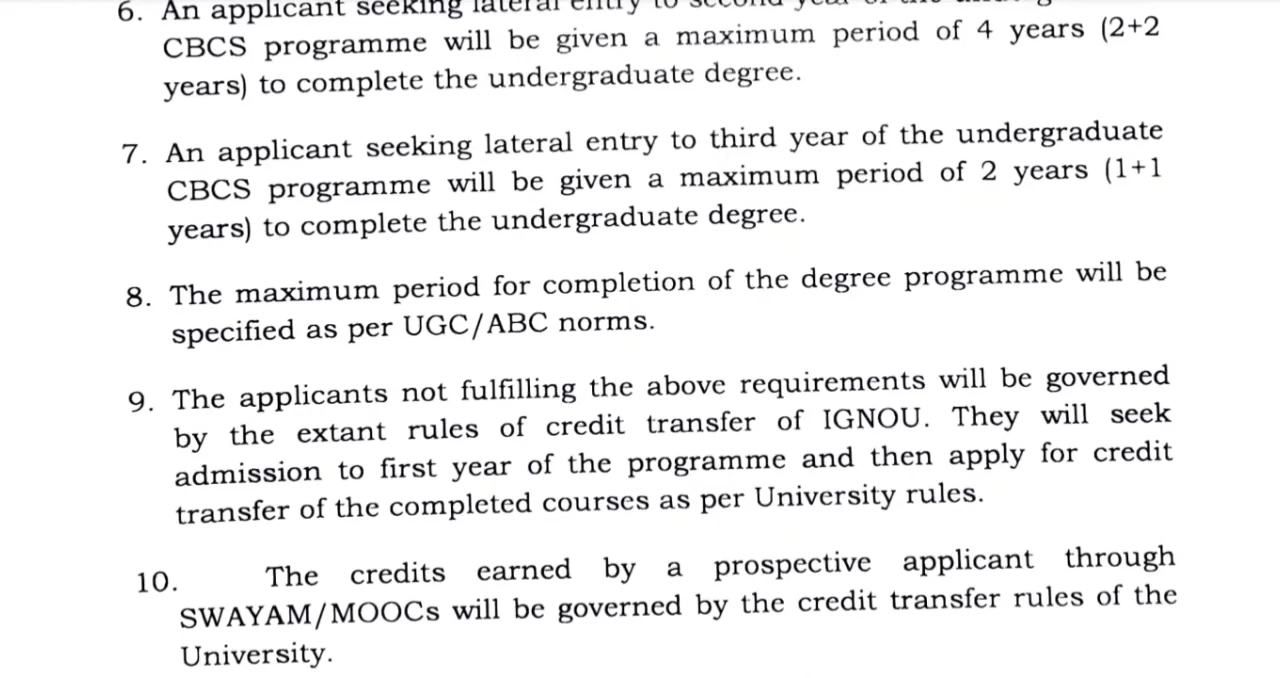 6. An applicant seeking lateral entry to second year of the
CBCS programme will be given a maximum period of 4 years (2+2
years) to complete the undergraduate degree.
7. An applicant seeking lateral entry to third year of the undergraduate
CBCS programme will be given a maximum period of 2 years (1+1
years) to complete the undergraduate degree.
8. The maximum period for completion of the degree programme will be
specified as per UGC/ABC norms.
9. The applicants not fulfilling the above requirements will be governed
by the extant rules of credit transfer of IGNOU. They will seek
admission to first year of the programme and then apply for credit
transfer of the completed courses as per University rules.
10. The credits earned by a prospective applicant through
SWAYAM/MOOCs will be governed by the credit transfer rules of the
University.